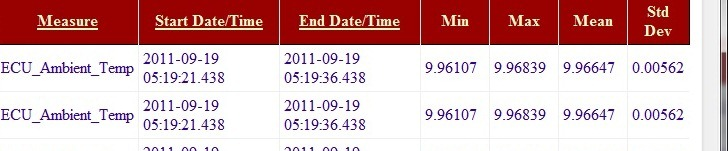 Measure Start Date/Time End Date/Time Min Max Mean Std Dev
ECU_Ambient_Temp 2011-09-19 05:19:21.438 2011-09-19 05:19:36.438 9.96107 9.96839 9.96647 0.00562
ECU_Ambient_Temp 2011-09-19 05:19:21.438 2011-09-19 05:19:36.438 9.96107 9.96839 9.96647 0.00562